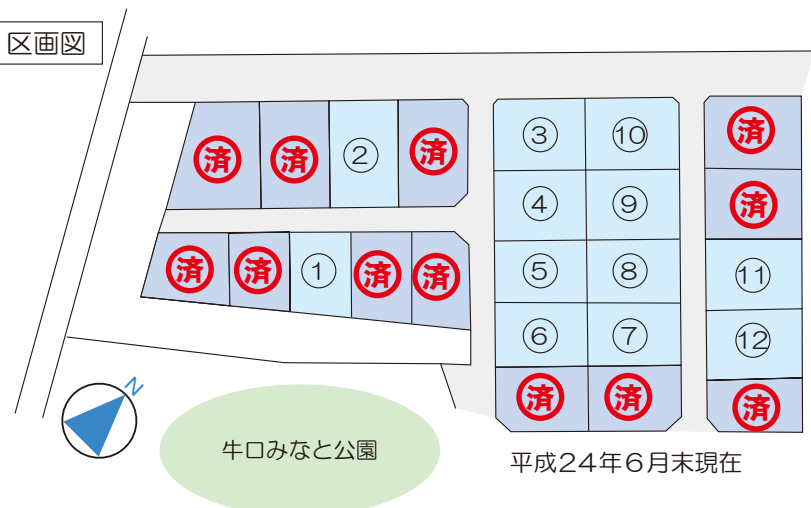 区画図
済 済 ② 済
③ ⑩ 済
④ ⑨ 済
済 済 ① 済 済
⑤ ⑧ ⑪
⑥ ⑦ ⑫
済 済 済
N
牛口みなと公園
平成24年6月末現在